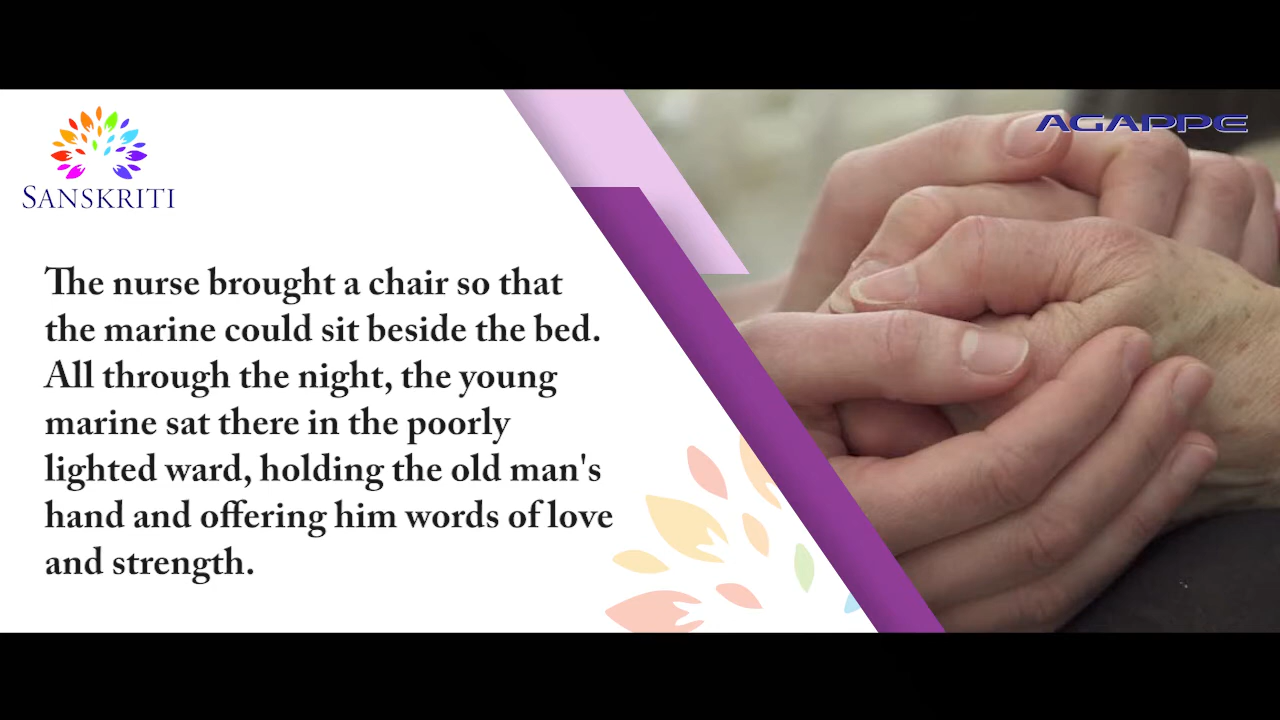 SANSKRITI
AGAPPE
The nurse brought a chair so that
the marine could sit beside the bed.
All through the night, the young
marine sat there in the poorly
lighted ward, holding the old man's
hand and offering him words of love
and strength.